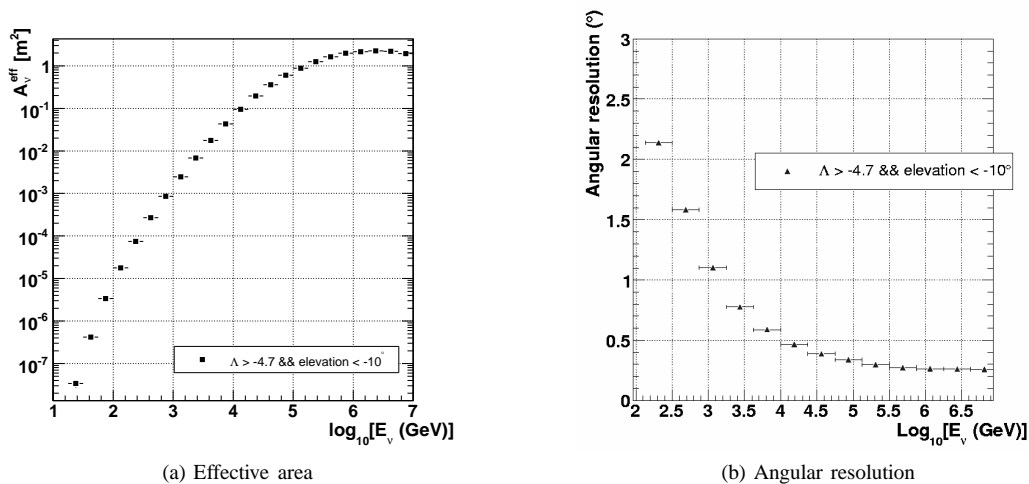 A_ν^eff [m²]
1
10⁻¹
10⁻²
10⁻³
10⁻⁴
10⁻⁵
10⁻⁶
10⁻⁷
Λ > -4.7 && elevation < -10°
1 2 3 4 5 6 7
log₁₀[E_ν (GeV)]
(a) Effective area
Angular resolution (°)
3
2.5
2
1.5
1
0.5
0
Λ > -4.7 && elevation < -10°
2 2.5 3 3.5 4 4.5 5 5.5 6 6.5
Log₁₀[E_ν (GeV)]
(b) Angular resolution